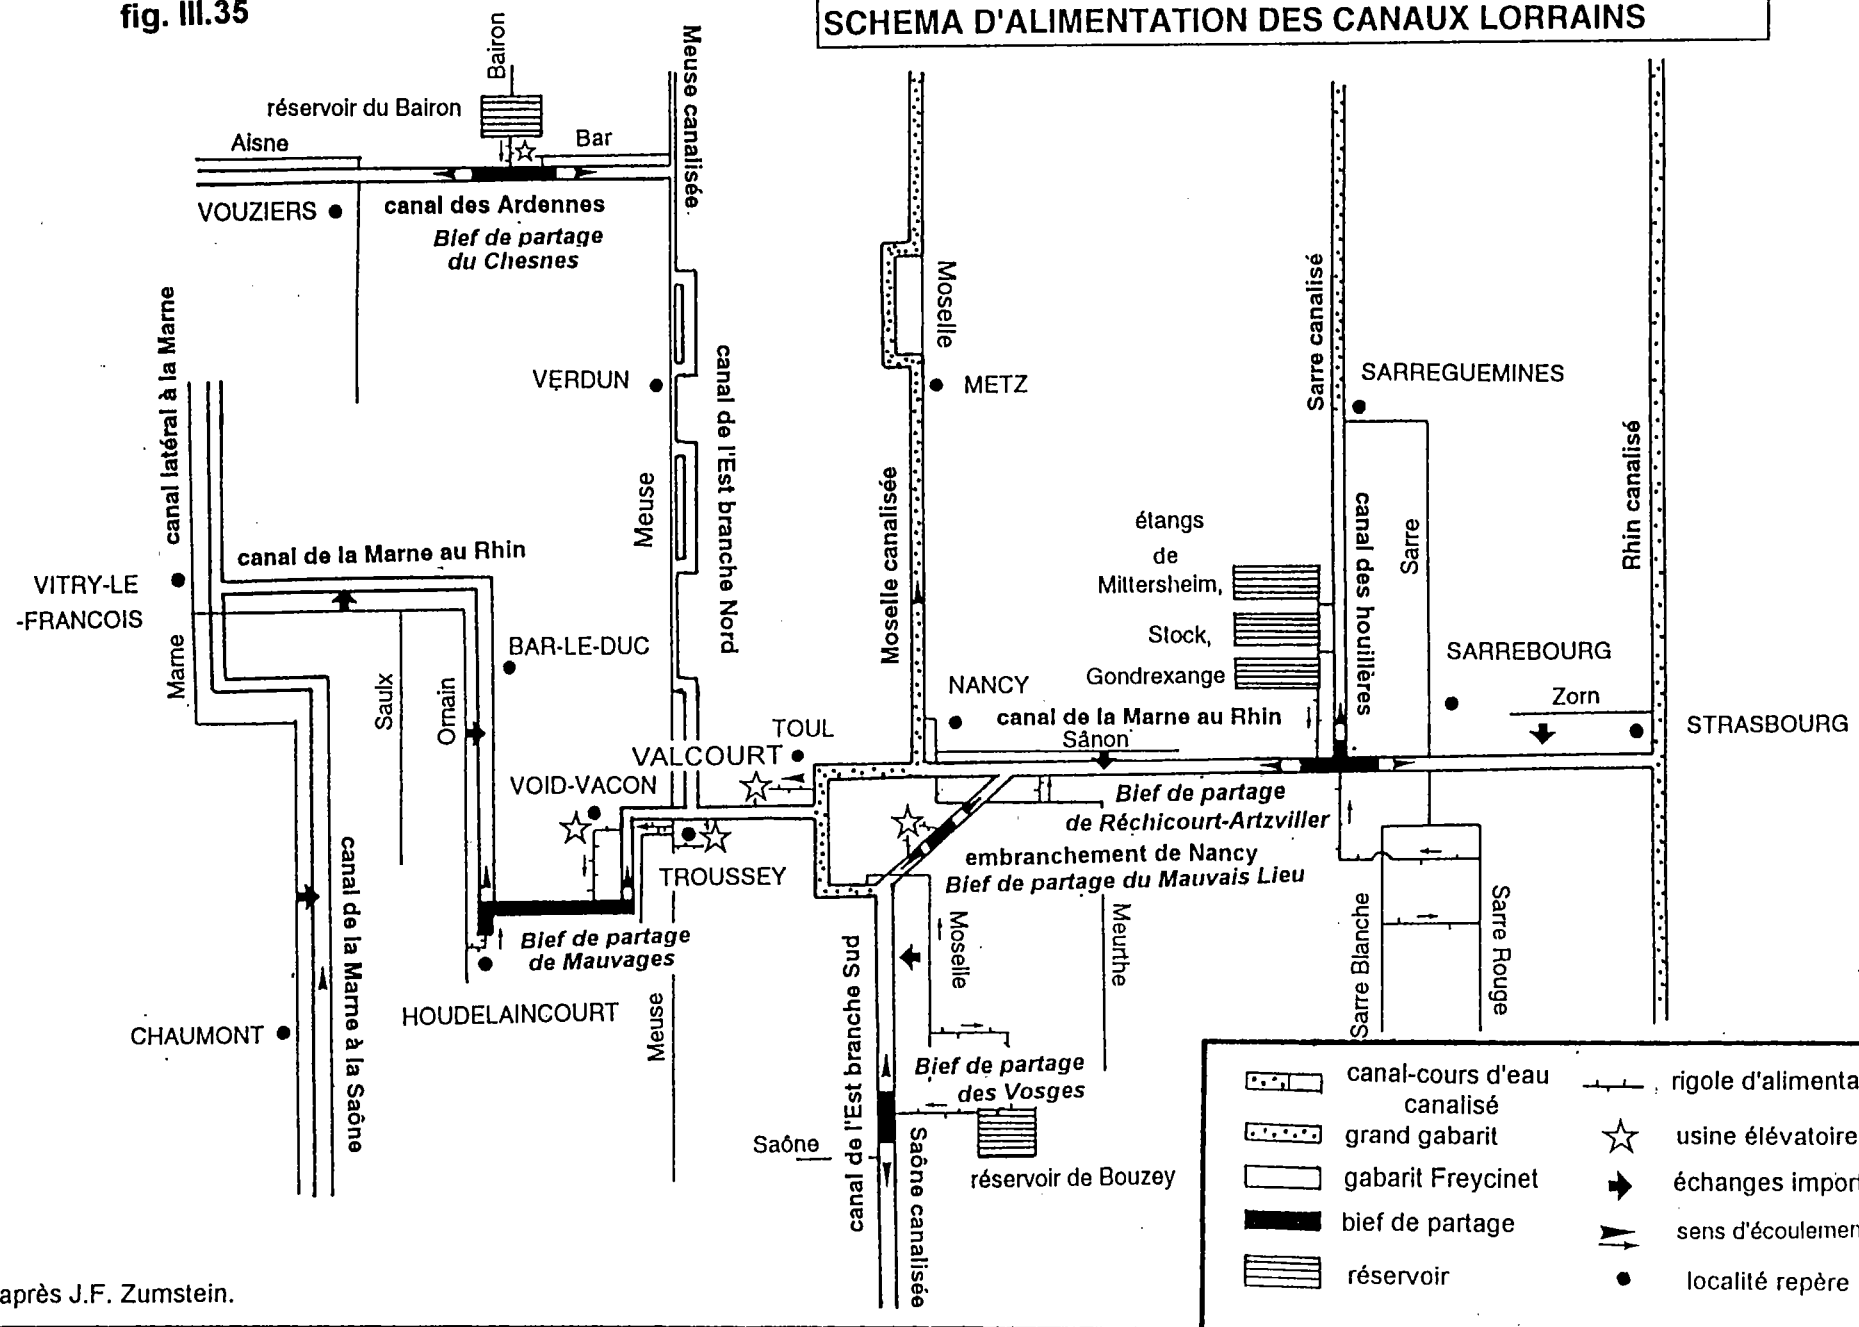 fig. III.35
SCHEMA D'ALIMENTATION DES CANAUX LORRAINS
Bairon
réservoir du Bairon
Aisne
Bar
Meuse canalisée
VOUZIERS
canal des Ardennes
Bief de partage
du Chesnes
Moselle
Sarre canalisé
canal latéral à la Marne
VERDUN
canal de l'Est branche Nord
METZ
SARREGUEMINES
Rhin canalisé
Meuse
Moselle canalisée
étangs
de
Mittersheim,
Stock,
Gondrexange
canal des houillères
Sarre
canal de la Marne au Rhin
VITRY-LE
-FRANCOIS
Marne
Saulx
Ornain
BAR-LE-DUC
SARREBOURG
NANCY
canal de la Marne au Rhin
Sânon
Zorn
STRASBOURG
TOUL
VALCOURT
VOID-VACON
Bief de partage
de Réchicourt-Artzviller
TROUSSEY
embranchement de Nancy
Bief de partage du Mauvais Lieu
canal de la Marne à la Saône
Bief de partage
de Mauvages
HOUDELAINCOURT
CHAUMONT
Meuse
canal de l'Est branche Sud
Moselle
Meurthe
Sarre Blanche
Sarre Rouge
Bief de partage
des Vosges
Saône
Saône canalisée
réservoir de Bouzey
canal-cours d'eau
canalisé
grand gabarit
gabarit Freycinet
bief de partage
réservoir
rigole d'alimenta
usine élévatoire
échanges import
sens d'écoulemen
localité repère
après J.F. Zumstein.